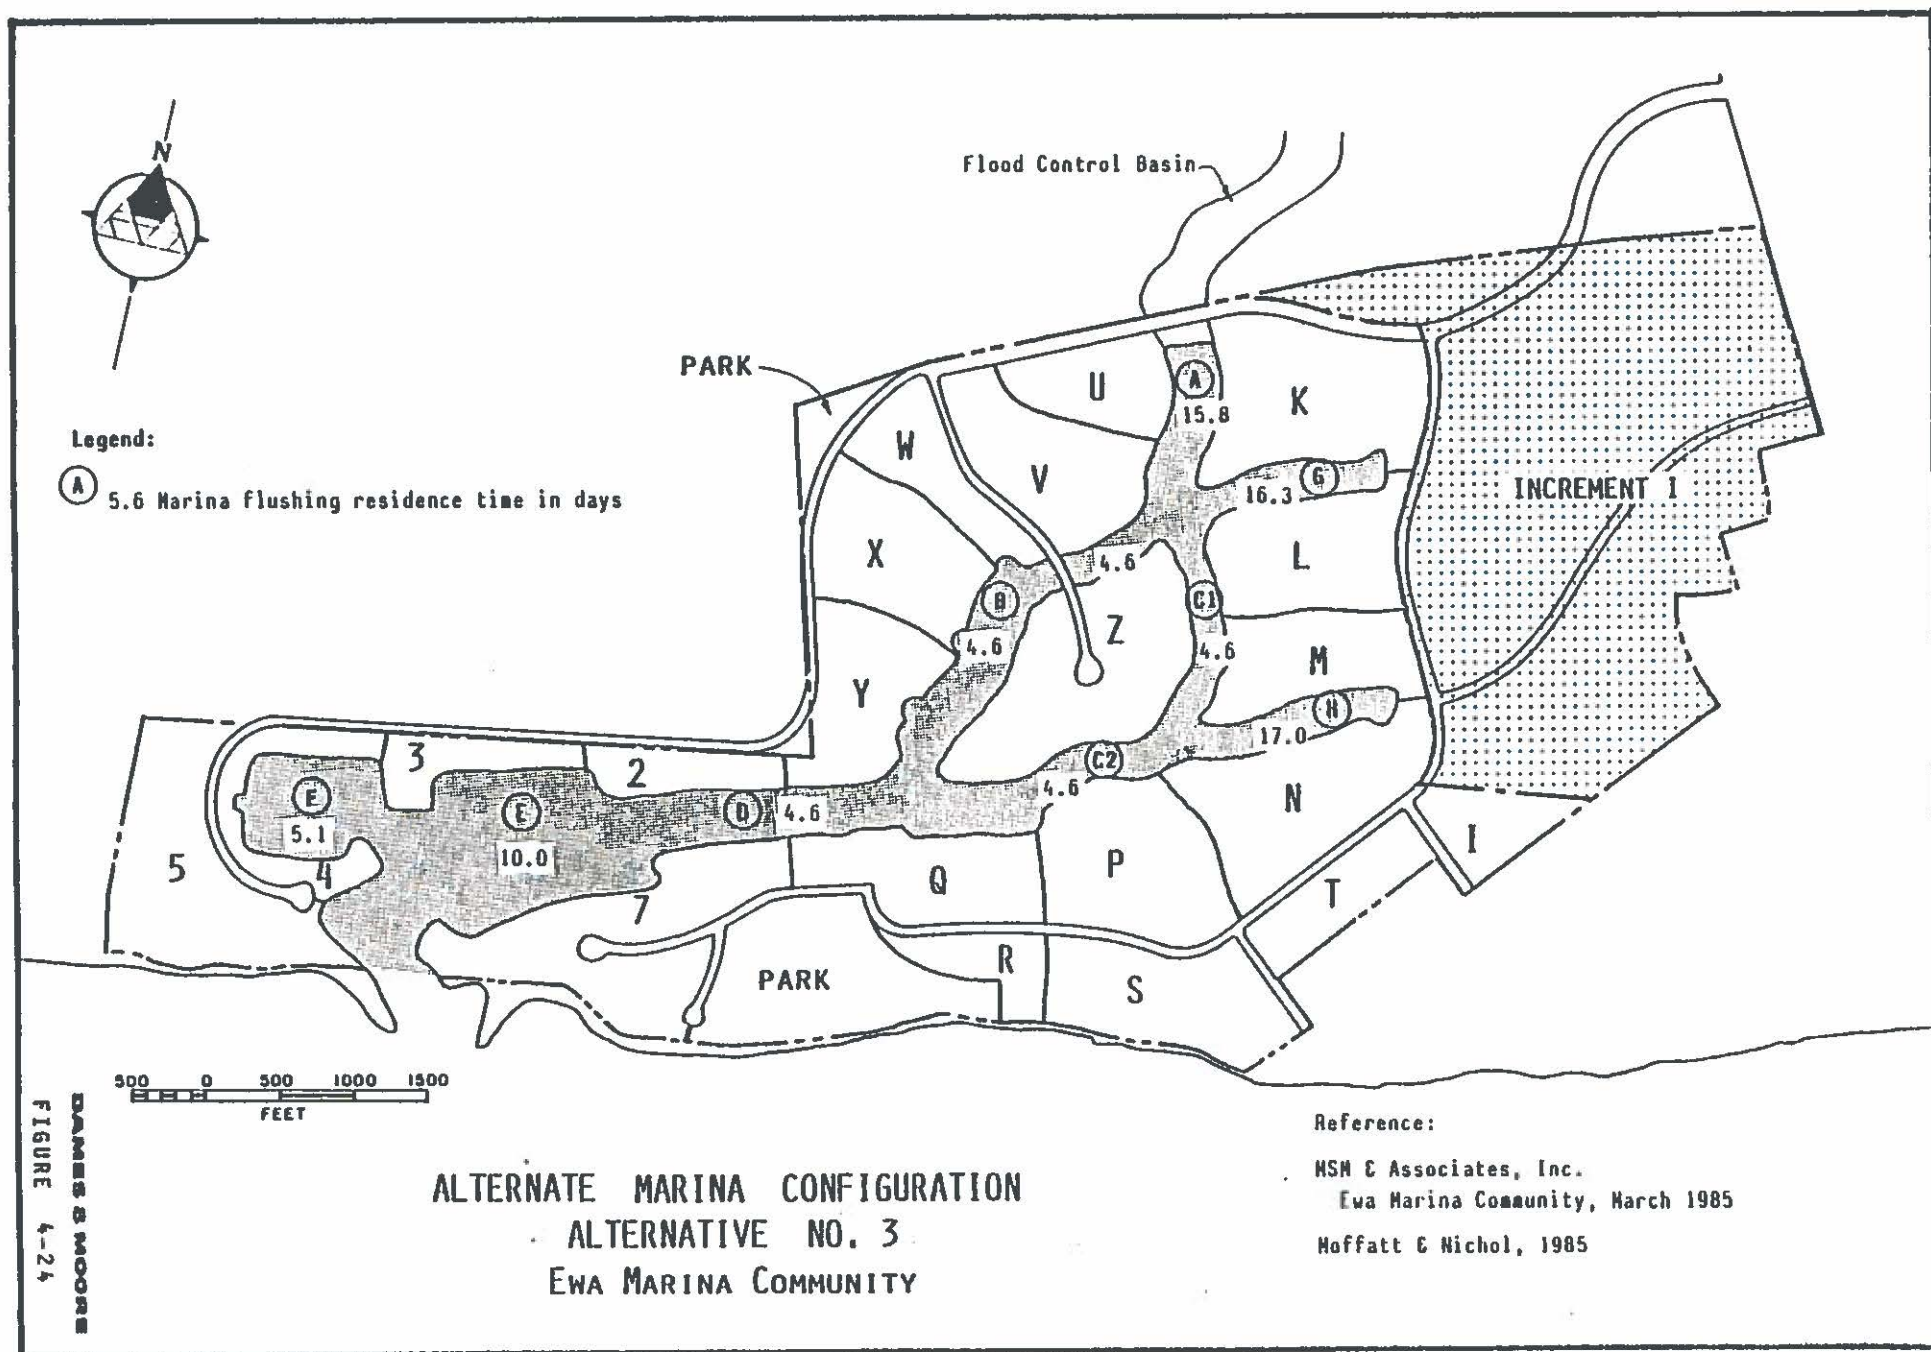 N
Flood Control Basin
PARK
Legend:
A 5.6 Marina flushing residence time in days
U
A
15.8
K
W
V
G
16.3
INCREMENT I
X
4.6
L
B
C1
Z
4.6
4.6
M
Y
H
17.0
3
2
C2
4.6
F
5.1
E
10.0
D
4.6
N
I
5
4
7
Q
P
T
PARK
R
S
500 0 500 1000 1500
FEET
DAMES & MOORE
FIGURE 4-24
ALTERNATE MARINA CONFIGURATION
ALTERNATIVE NO. 3
EWA MARINA COMMUNITY
Reference:
MSM & Associates, Inc.
Ewa Marina Community, March 1985
Moffatt & Nichol, 1985